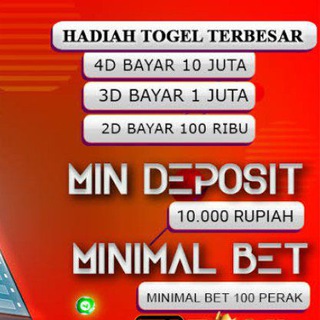 HADIAH TOGEL TERBESAR
4D BAYAR 10 JUTA
3D BAYAR 1 JUTA
2D BAYAR 100 RIBU
MIN DEPOSIT
10.000 RUPIAH
MINIMAL BET
MINIMAL BET 100 PERAK